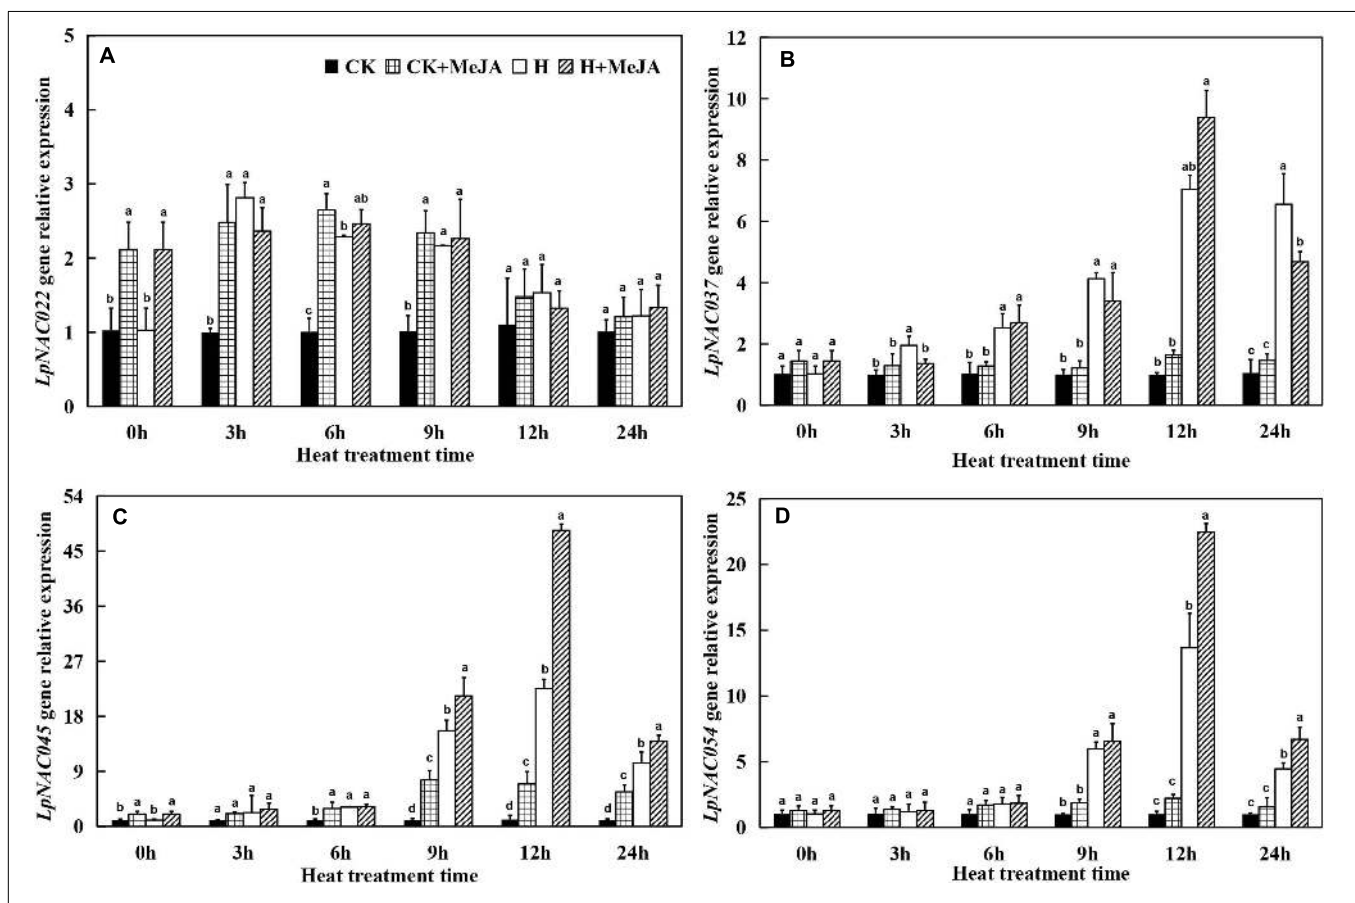 A
CK CK+MeJA H H+MeJA
LpNAC022 gene relative expression
5
4
3
2
1
0
b a b a
b a a a
c a b ab
b a a a
a a a a
a a a a
0h 3h 6h 9h 12h 24h
Heat treatment time
B
LpNAC037 gene relative expression
12
10
8
6
4
2
0
a a a a
b b a b
b b a a
b b a a
b b ab a
c c a b
0h 3h 6h 9h 12h 24h
Heat treatment time
C
LpNAC045 gene relative expression
54
45
36
27
18
9
0
b a b a
a a a a
b a a a
d c b a
d c b a
d c b a
0h 3h 6h 9h 12h 24h
Heat treatment time
D
LpNAC054 gene relative expression
25
20
15
10
5
0
a a a a
a a a a
a a a a
b b a a
c c b a
c c b a
0h 3h 6h 9h 12h 24h
Heat treatment time